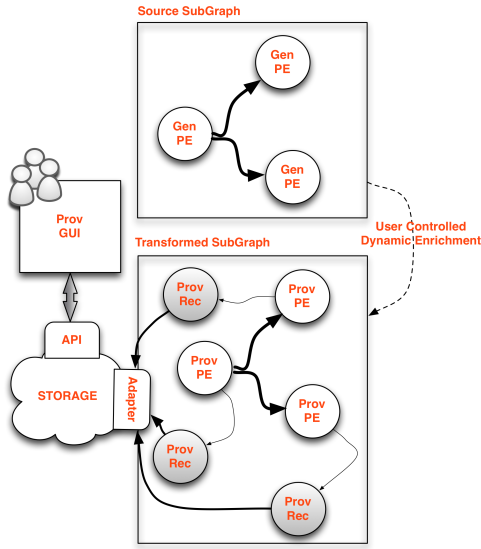 Source SubGraph
Gen
PE
Gen
PE
Gen
PE
Prov
GUI
User Controlled
Dynamic Enrichment
Transformed SubGraph
Prov
Rec
Prov
PE
API
Prov
PE
STORAGE
Adapter
Prov
PE
Prov
Rec
Prov
Rec